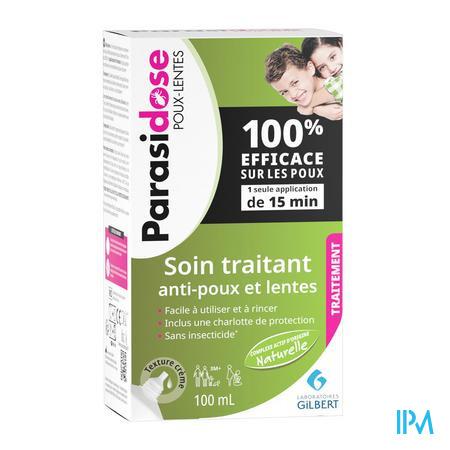 Parasidose
POUX-LENTES
100%
EFFICACE
SUR LES POUX
1 seule application
de 15 min
TRAITEMENT
Soin traitant
anti-poux et lentes
• Facile à utiliser et à rincer
• Inclus une charlotte de protection
• Sans insecticide*
COMPLEXE ACTIF D'ORIGINE
Naturelle
Texture crème
3M+
100 mL
LABORATOIRES
GILBERT
IPM